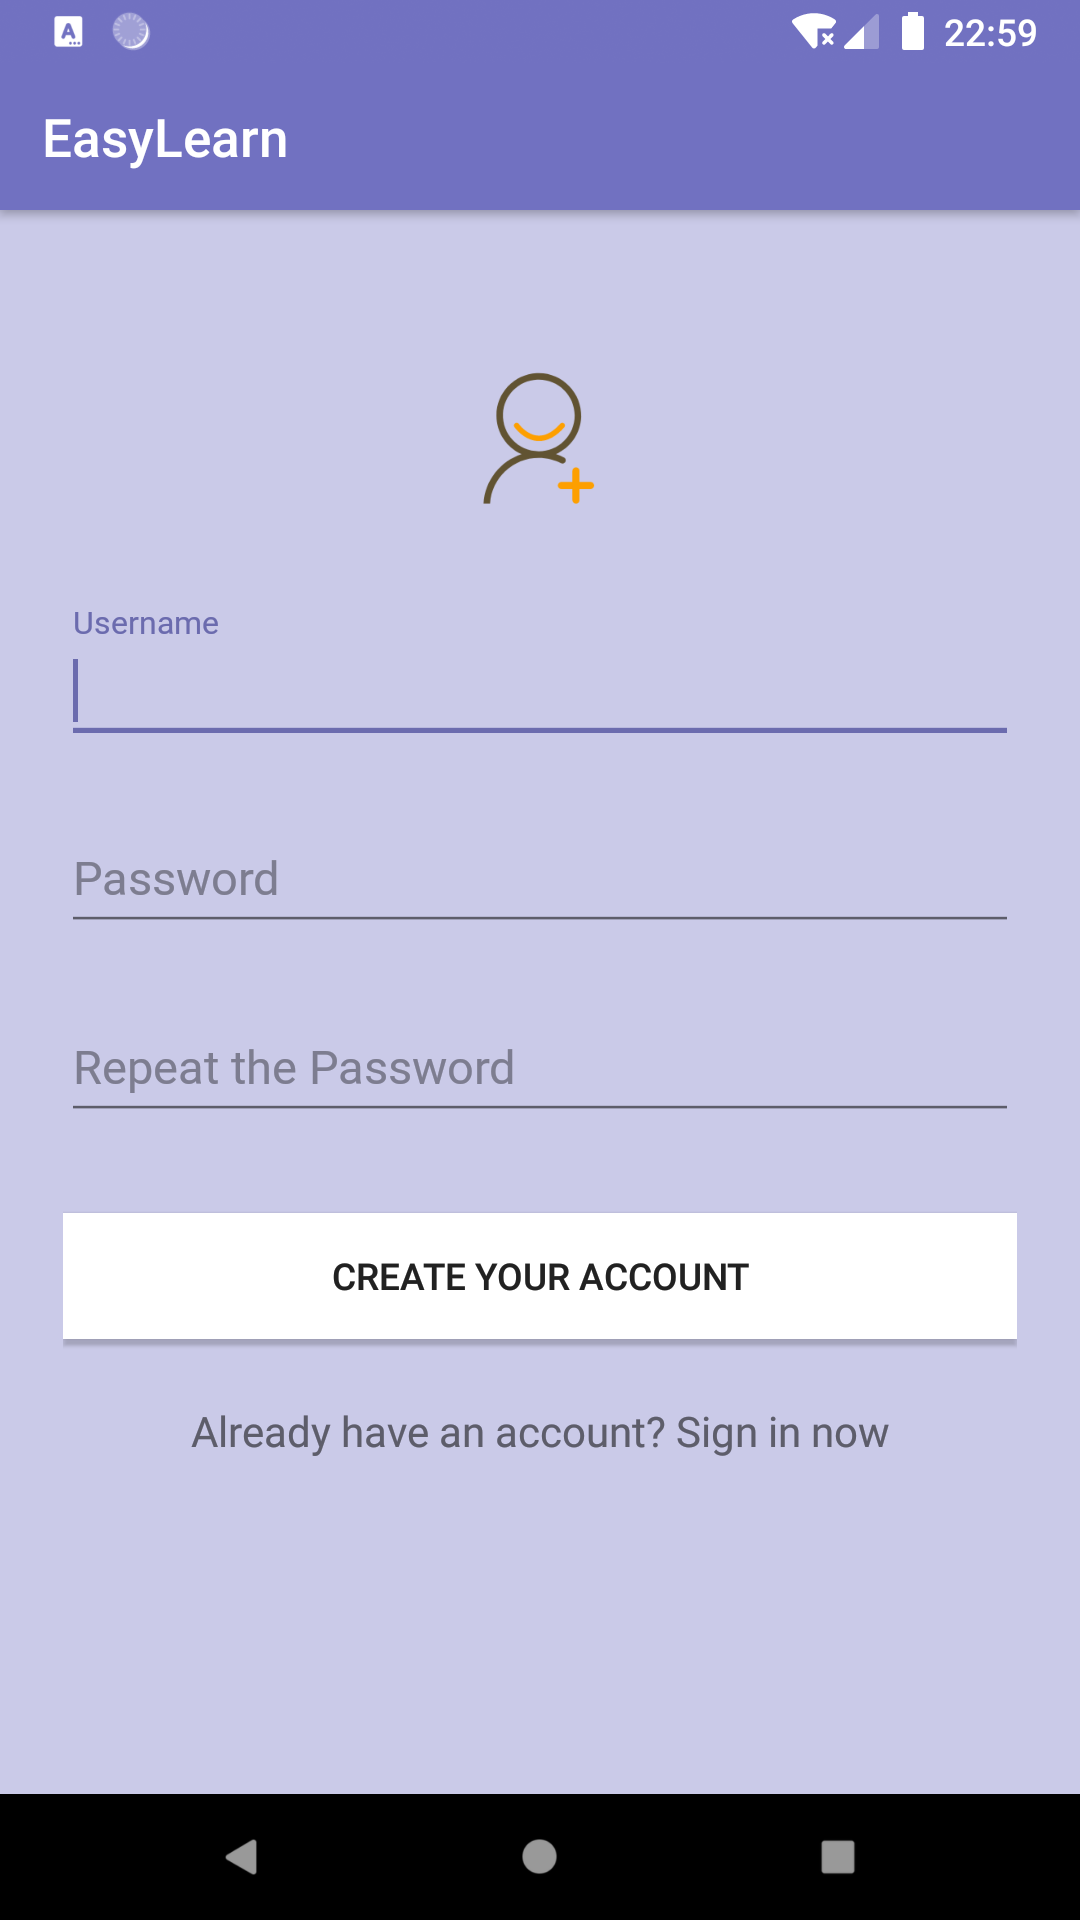 22:59
EasyLearn
Username
Password
Repeat the Password
CREATE YOUR ACCOUNT
Already have an account? Sign in now